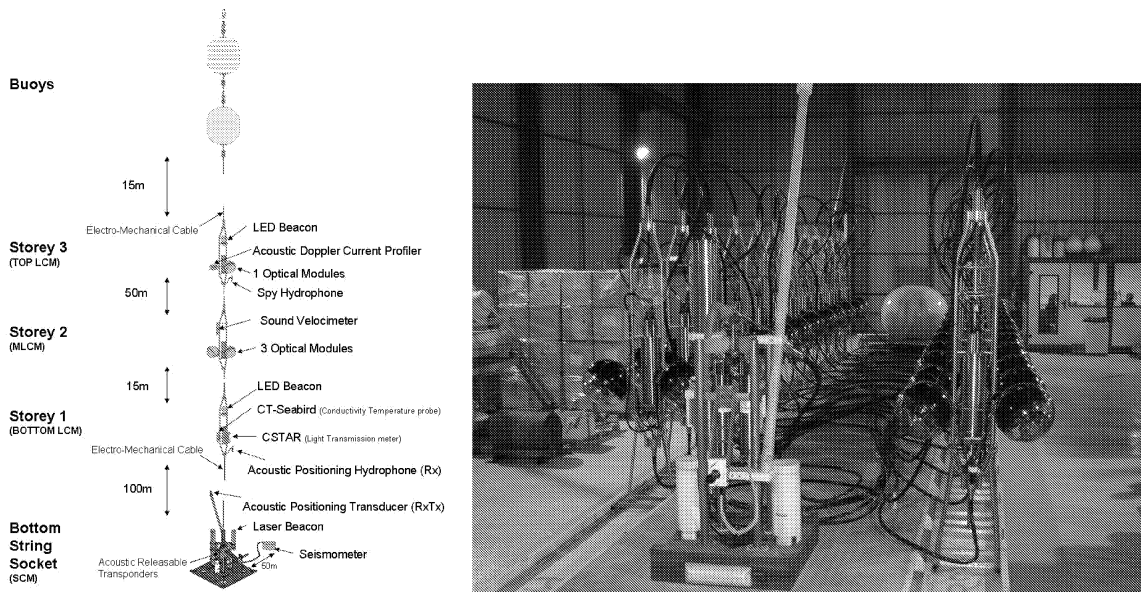 Buoys
15m
Electro-Mechanical Cable
LED Beacon
Storey 3
(TOP LCM)
Acoustic Doppler Current Profiler
1 Optical Modules
Spy Hydrophone
50m
Sound Velocimeter
Storey 2
(MLCM)
3 Optical Modules
15m
LED Beacon
CT-Seabird (Conductivity Temperature probe)
Storey 1
(BOTTOM LCM)
CSTAR (Light Transmission meter)
Electro-Mechanical Cable
Acoustic Positioning Hydrophone (Rx)
100m
Acoustic Positioning Transducer (RxTx)
Laser Beacon
Bottom
String
Socket
(SCM)
Seismometer
Acoustic Releasable
Transponders
50m